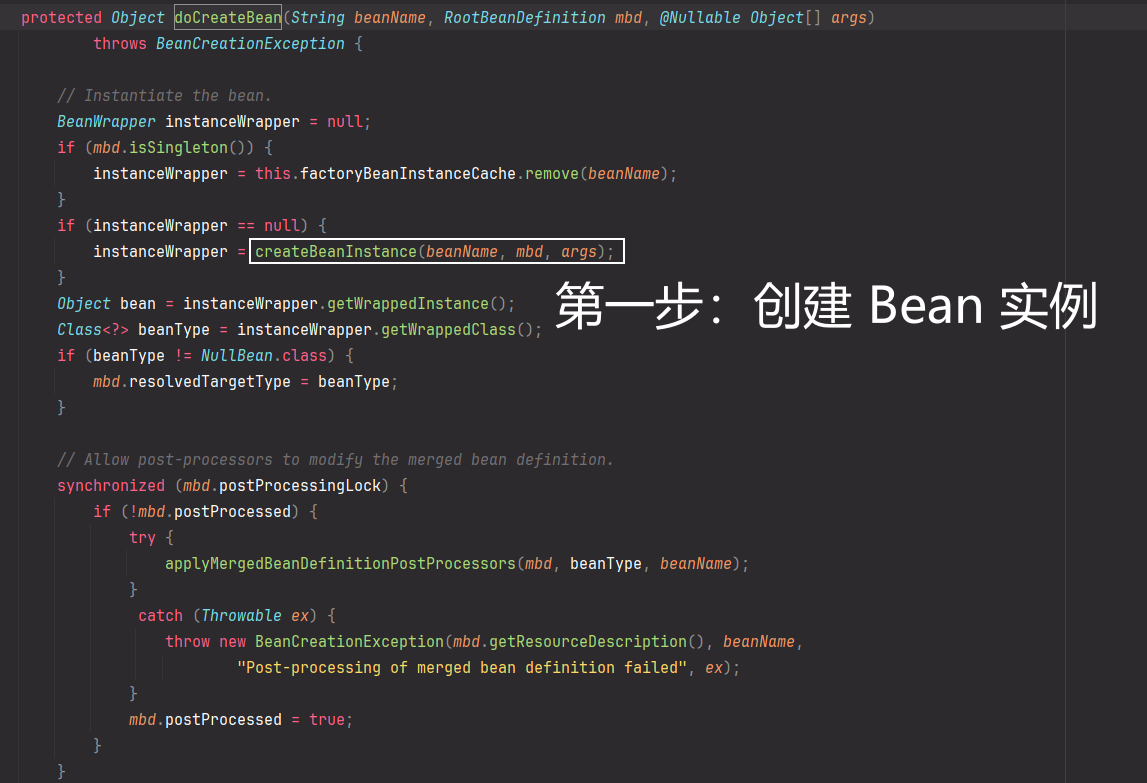 protected Object doCreateBean(String beanName, RootBeanDefinition mbd, @Nullable Object[] args)
throws BeanCreationException {
// Instantiate the bean.
BeanWrapper instanceWrapper = null;
if (mbd.isSingleton()) {
instanceWrapper = this.factoryBeanInstanceCache.remove(beanName);
}
if (instanceWrapper == null) {
instanceWrapper = createBeanInstance(beanName, mbd, args);
}
第一步：创建 Bean 实例
Object bean = instanceWrapper.getWrappedInstance();
Class<?> beanType = instanceWrapper.getWrappedClass();
if (beanType != NullBean.class) {
mbd.resolvedTargetType = beanType;
}
// Allow post-processors to modify the merged bean definition.
synchronized (mbd.postProcessingLock) {
if (!mbd.postProcessed) {
try {
applyMergedBeanDefinitionPostProcessors(mbd, beanType, beanName);
}
catch (Throwable ex) {
throw new BeanCreationException(mbd.getResourceDescription(), beanName,
"Post-processing of merged bean definition failed", ex);
}
mbd.postProcessed = true;
}
}